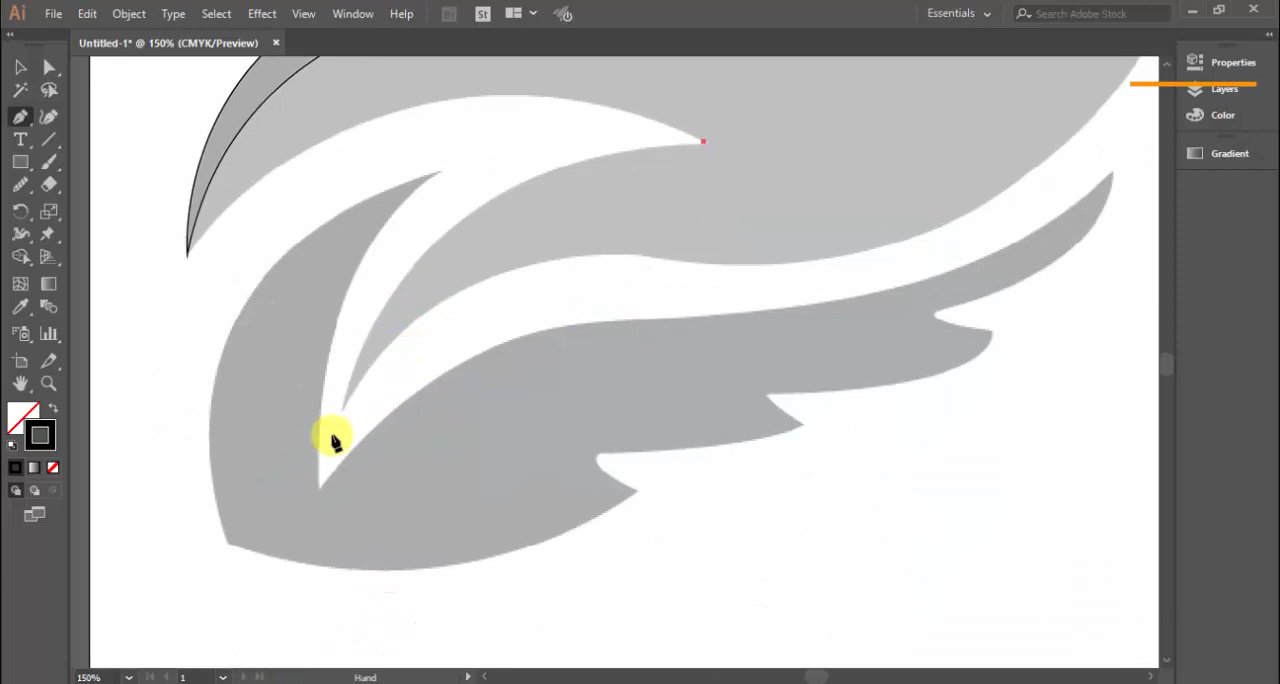 Ai File Edit Object Type Select Effect View Window Help Br St Essentials Search Adobe Stock
Untitled-1* @ 150% (CMYK/Preview)
Properties
Layers
Color
Gradient
150% 1 Hand